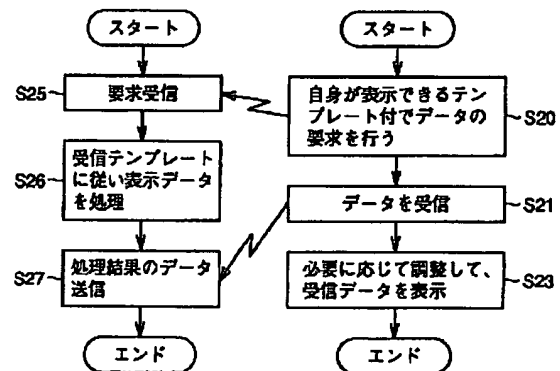 スタート
S25
要求受信
S26
受信テンプレート
に従い表示データ
を処理
S27
処理結果のデータ
送信
エンド
スタート
自身が表示できるテン
プレート付でデータの
要求を行う
S20
データを受信
S21
必要に応じて調整して、
受信データを表示
S23
エンド